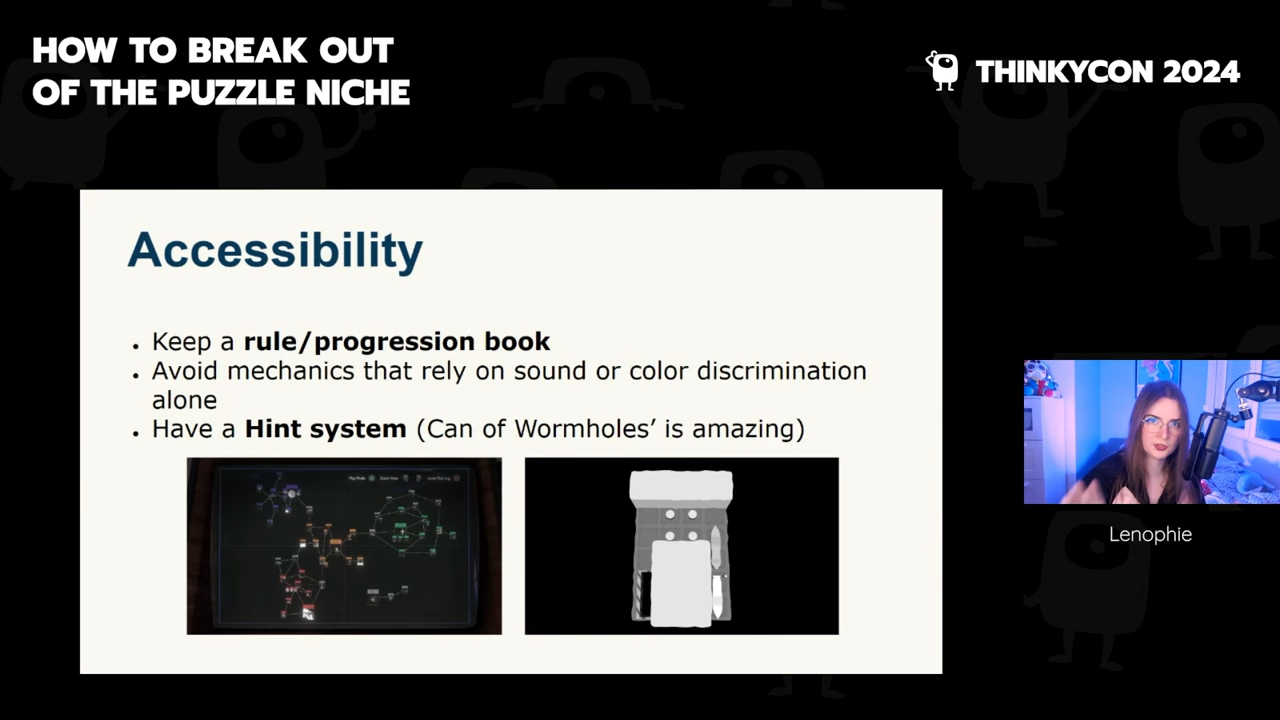 HOW TO BREAK OUT
OF THE PUZZLE NICHE
THINKYCON 2024
Accessibility
• Keep a rule/progression book
• Avoid mechanics that rely on sound or color discrimination
alone
• Have a Hint system (Can of Wormholes’ is amazing)
Lenophie